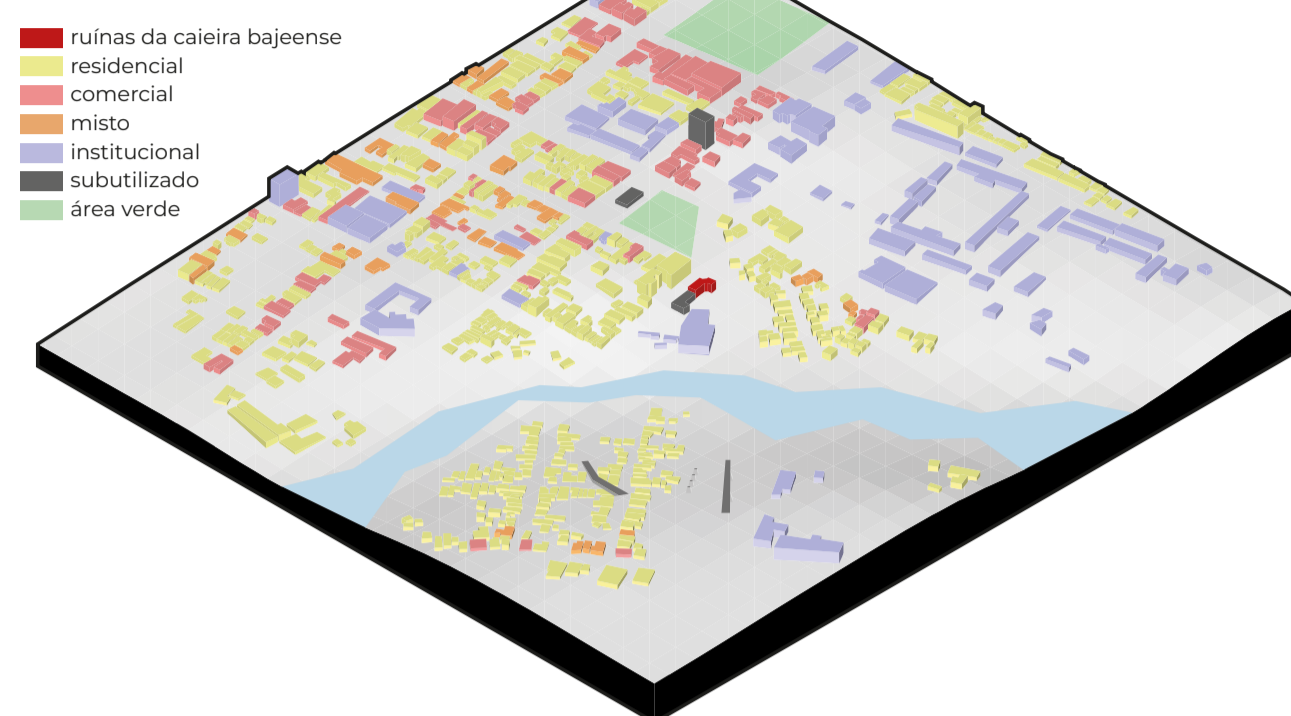 ruínas da caieira bajeense
residencial
comercial
misto
institucional
subutilizado
área verde